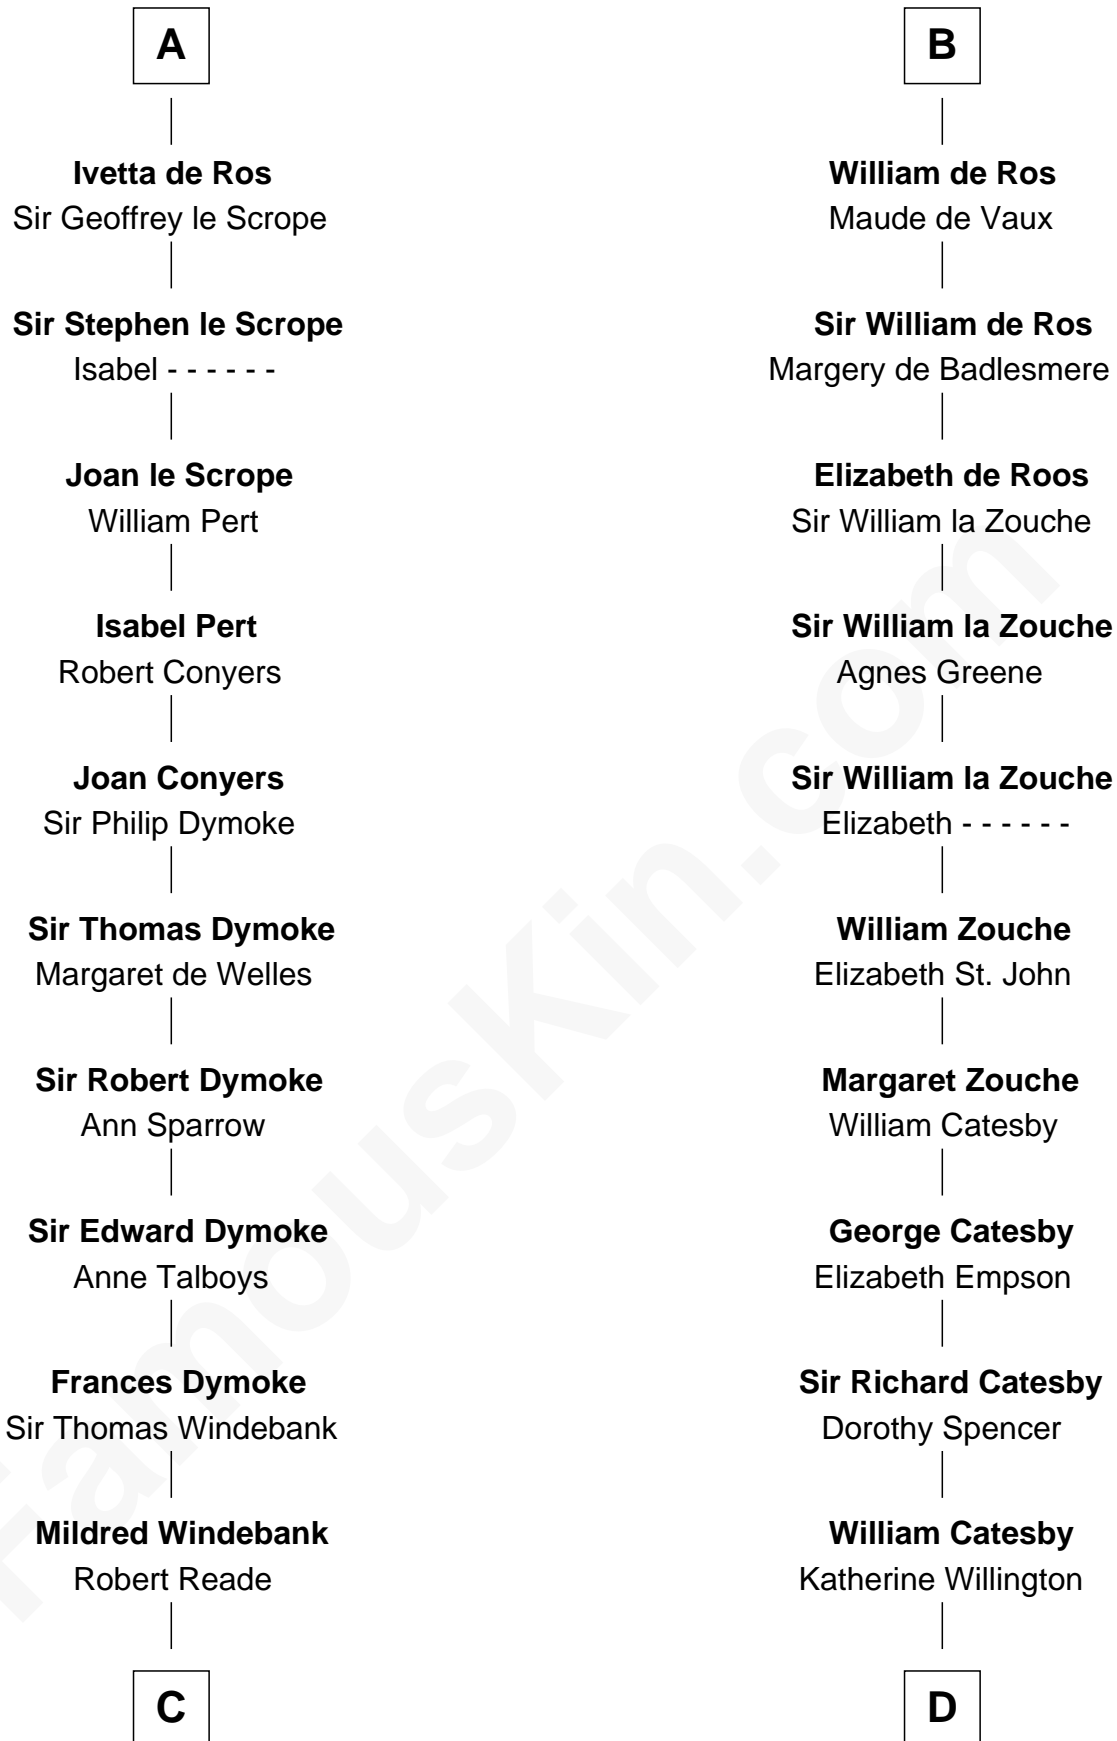 A
Ivetta de Ros
Sir Geoffrey le Scrope
Sir Stephen le Scrope
Isabel - - - - - -
Joan le Scrope
William Pert
Isabel Pert
Robert Conyers
Joan Conyers
Sir Philip Dymoke
Sir Thomas Dymoke
Margaret de Welles
Sir Robert Dymoke
Ann Sparrow
Sir Edward Dymoke
Anne Talboys
Frances Dymoke
Sir Thomas Windebank
Mildred Windebank
Robert Reade
C
B
William de Ros
Maude de Vaux
Sir William de Ros
Margery de Badlesmere
Elizabeth de Roos
Sir William la Zouche
Sir William la Zouche
Agnes Greene
Sir William la Zouche
Elizabeth - - - - - -
William Zouche
Elizabeth St. John
Margaret Zouche
William Catesby
George Catesby
Elizabeth Empson
Sir Richard Catesby
Dorothy Spencer
William Catesby
Katherine Willington
D
FamousKin.com